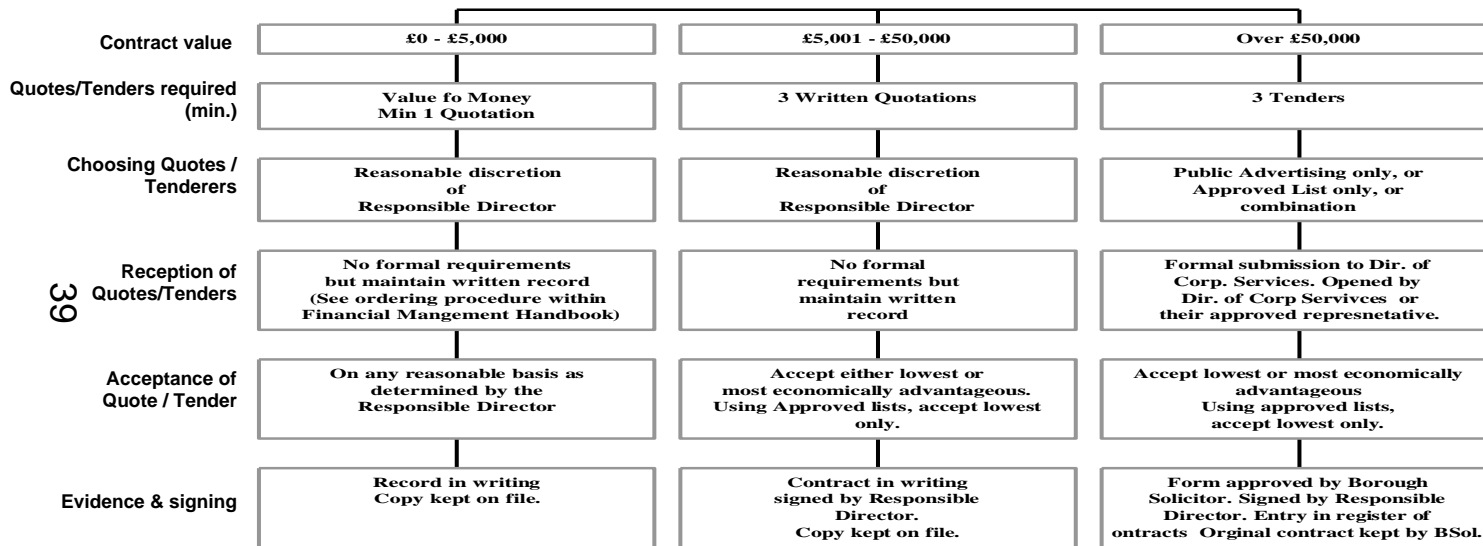 Contract value
£0 - £5,000
£5,001 - £50,000
Over £50,000
Quotes/Tenders required
(min.)
Value fo Money
Min 1 Quotation
3 Written Quotations
3 Tenders
Choosing Quotes /
Tenderers
Reasonable discretion
of
Responsible Director
Reasonable discretion
of
Responsible Director
Public Advertising only, or
Approved List only, or
combination
39
Reception of
Quotes/Tenders
No formal requirements
but maintain written record
(See ordering procedure within
Financial Mangement Handbook)
No formal
requirements but
maintain written
record
Formal submission to Dir. of
Corp. Services. Opened by
Dir. of Corp Servivces or
their approved represnetative.
Acceptance of
Quote / Tender
On any reasonable basis as
determined by the
Responsible Director
Accept either lowest or
most economically advantageous.
Using Approved lists, accept lowest
only.
Accept lowest or most economically
advantageous
Using approved lists,
accept lowest only.
Evidence & signing
Record in writing
Copy kept on file.
Contract in writing
signed by Responsible
Director.
Copy kept on file.
Form approved by Borough
Solicitor. Signed by Responsible
Director. Entry in register of
ontracts Orginal contract kept by BSol.